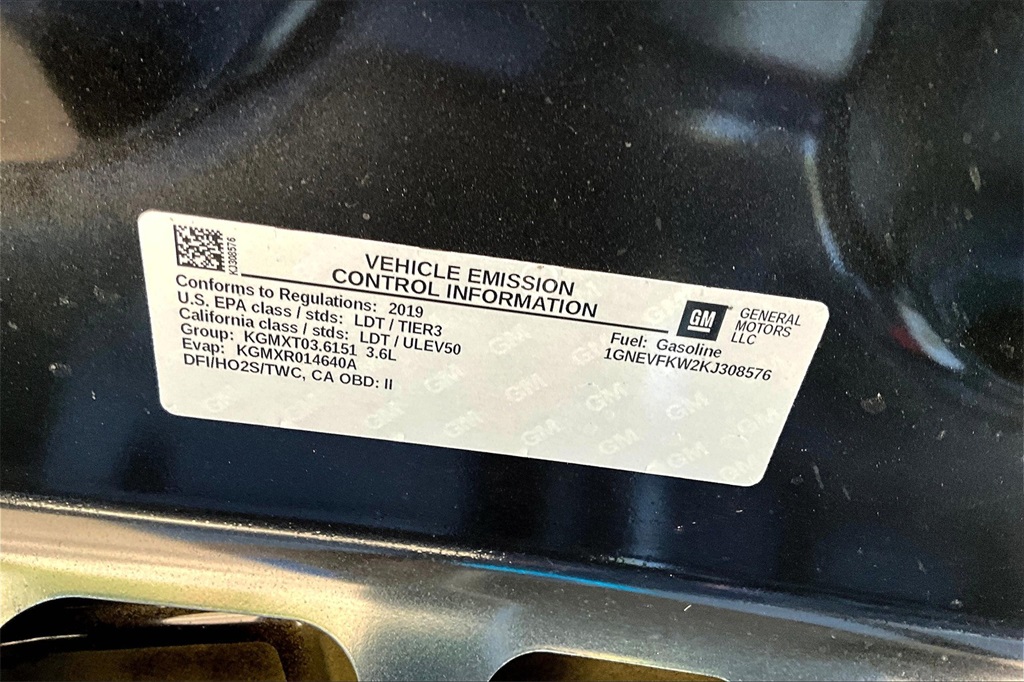 KJ308576
VEHICLE EMISSION
CONTROL INFORMATION
Conforms to Regulations: 2019
U.S. EPA class / stds: LDT / TIER3
California class / stds: LDT / ULEV50
Group: KGMXT03.6151 3.6L
Evap: KGMXR014640A
DFI/HO2S/TWC, CA OBD: II
GM
GENERAL
MOTORS
LLC
Fuel: Gasoline
1GNEVFKW2KJ308576